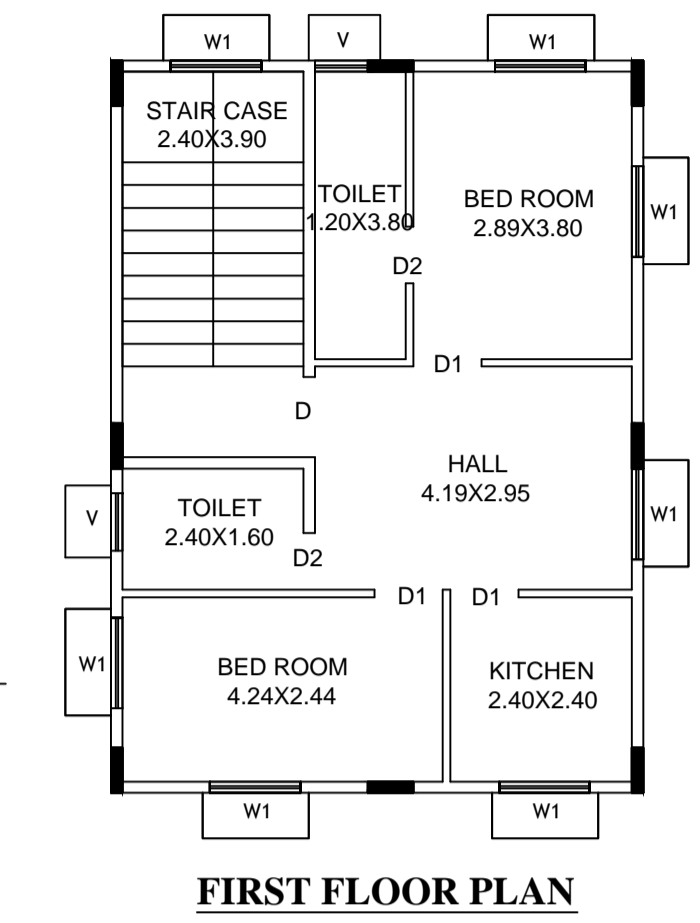 W1
V
W1
STAIR CASE
2.40X3.90
TOILET
1.20X3.80
BED ROOM
2.89X3.80
W1
D2
D1
D
HALL
4.19X2.95
W1
V
TOILET
2.40X1.60
D2
D1
D1
W1
BED ROOM
4.24X2.44
KITCHEN
2.40X2.40
W1
W1
FIRST FLOOR PLAN